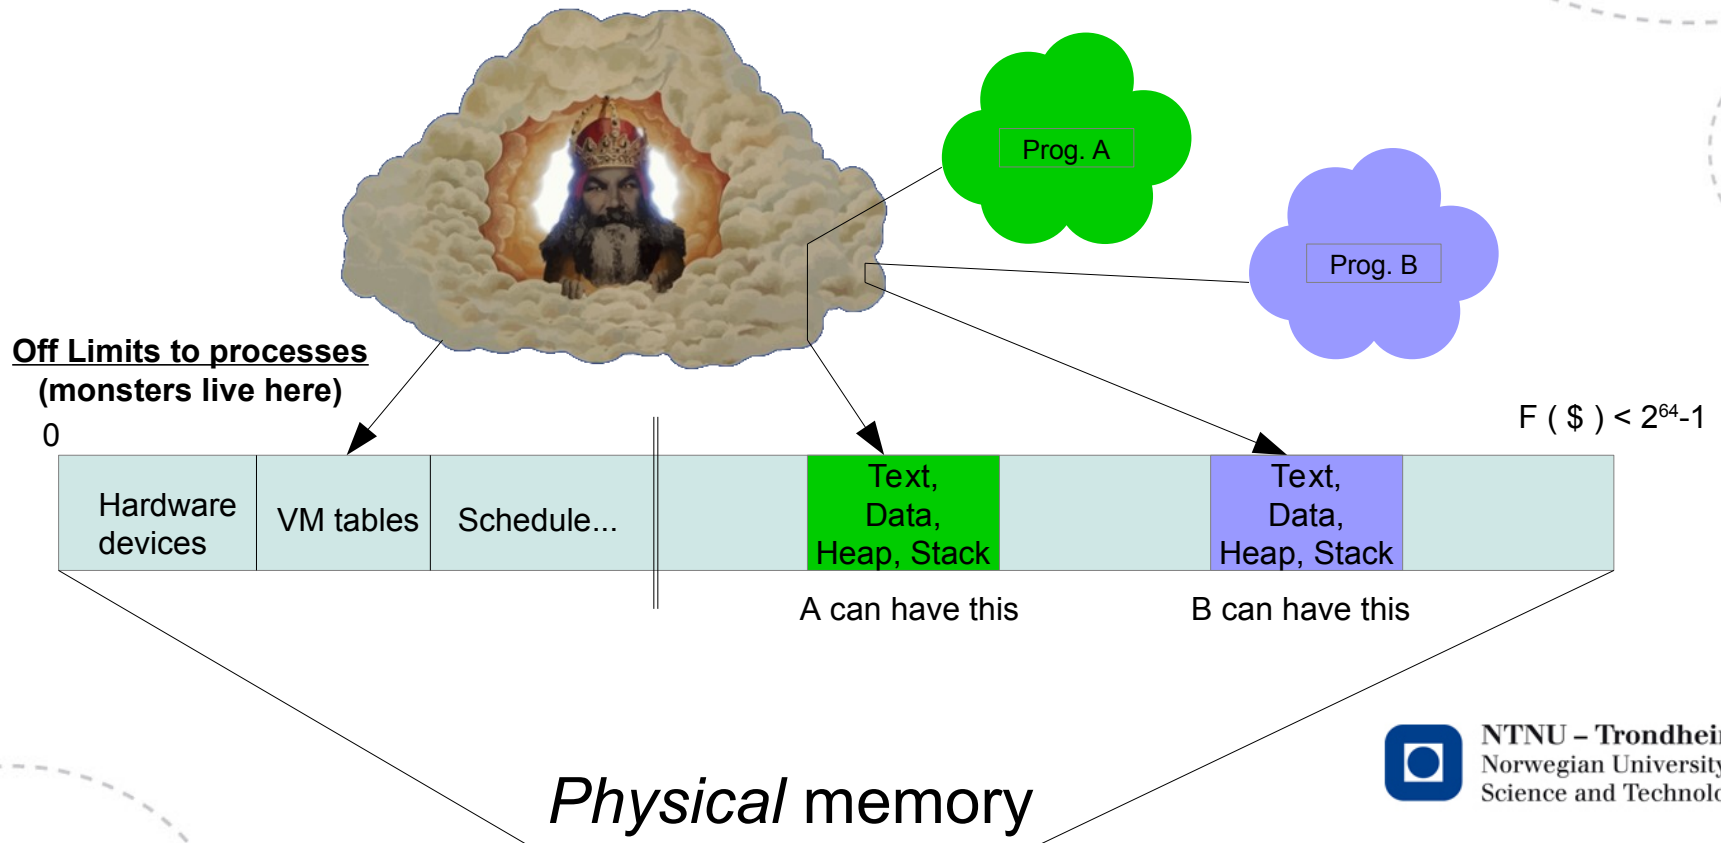 Prog. A
Prog. B
Off Limits to processes
(monsters live here)
0
F ( $ ) < 2⁶⁴-1
Hardware
devices
VM tables
Schedule...
Text,
Data,
Heap, Stack
Text,
Data,
Heap, Stack
A can have this
B can have this
Physical memory
NTNU – Trondheim
Norwegian University
Science and Technolo